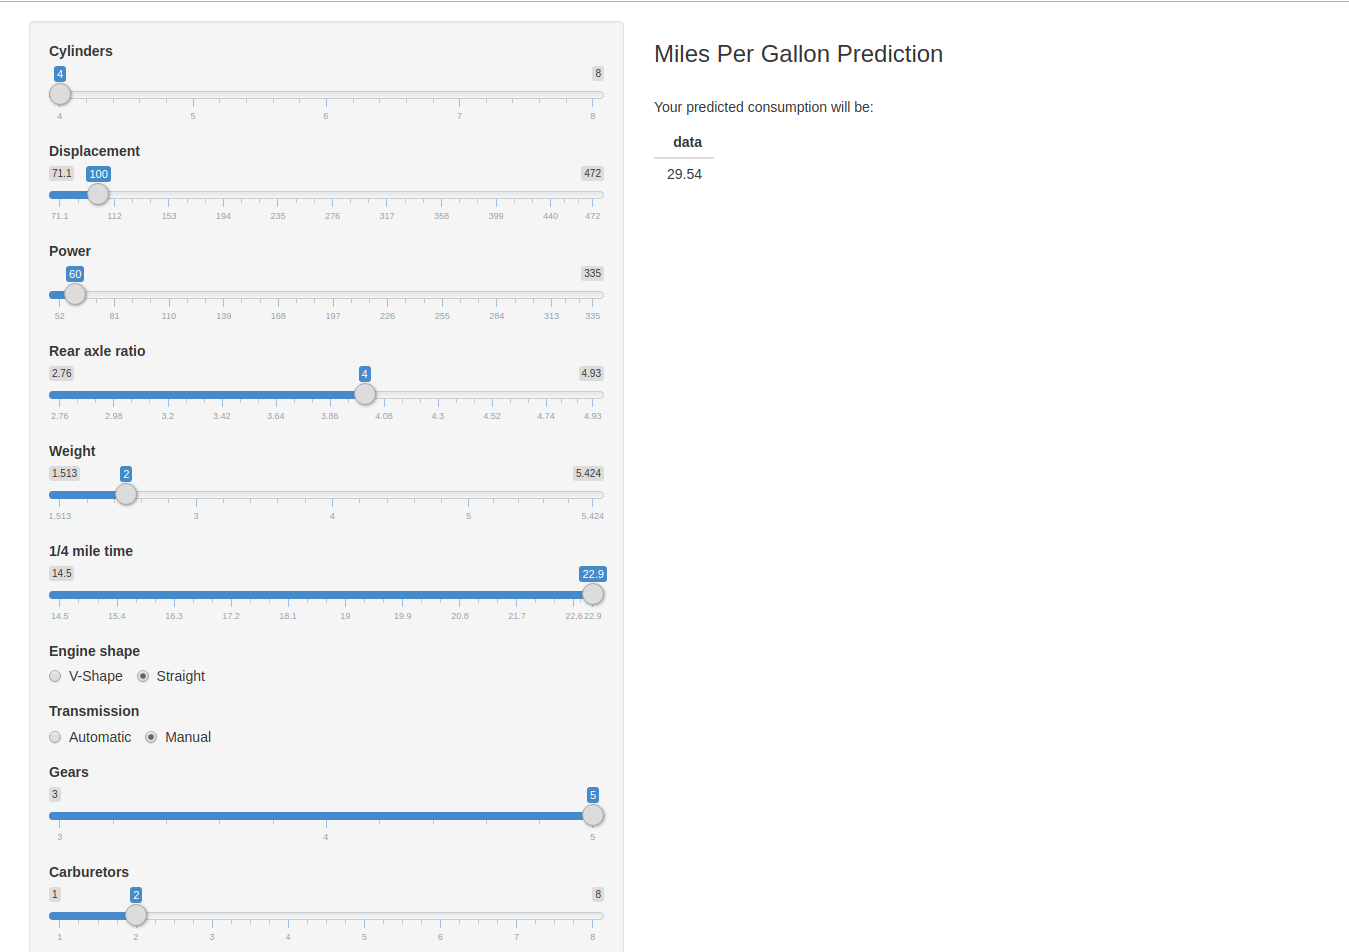 Cylinders
4 8
4 5 6 7 8
Displacement
71.1 100 472
71.1 112 153 194 235 276 317 358 399 440 472
Power
60 335
52 81 110 139 168 197 226 255 284 313 335
Rear axle ratio
2.76 4 4.93
2.76 2.98 3.2 3.42 3.64 3.86 4.08 4.3 4.52 4.74 4.93
Weight
1.513 2 5.424
1.513 3 4 5 5.424
1/4 mile time
14.5 22.9
14.5 15.4 16.3 17.2 18.1 19 19.9 20.8 21.7 22.6 22.9
Engine shape
V-Shape Straight
Transmission
Automatic Manual
Gears
3 5
3 4 5
Carburetors
1 2 8
1 2 3 4 5 6 7 8
Miles Per Gallon Prediction
Your predicted consumption will be:
data
29.54